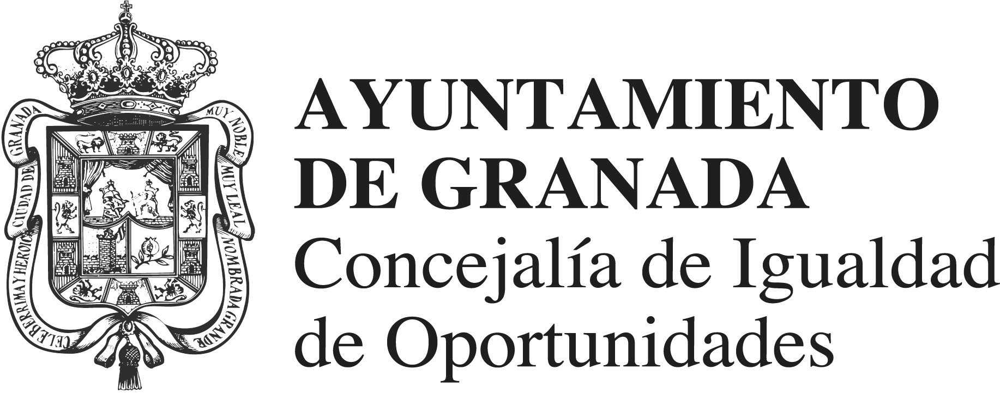 AYUNTAMIENTO
DE GRANADA
Concejalía de Igualdad
de Oportunidades
MUY NOBLE
MUY LEAL
NOMBRADA GRANDE
CELEBERRIMA Y HEROICA
CIUDAD DE
GRANADA